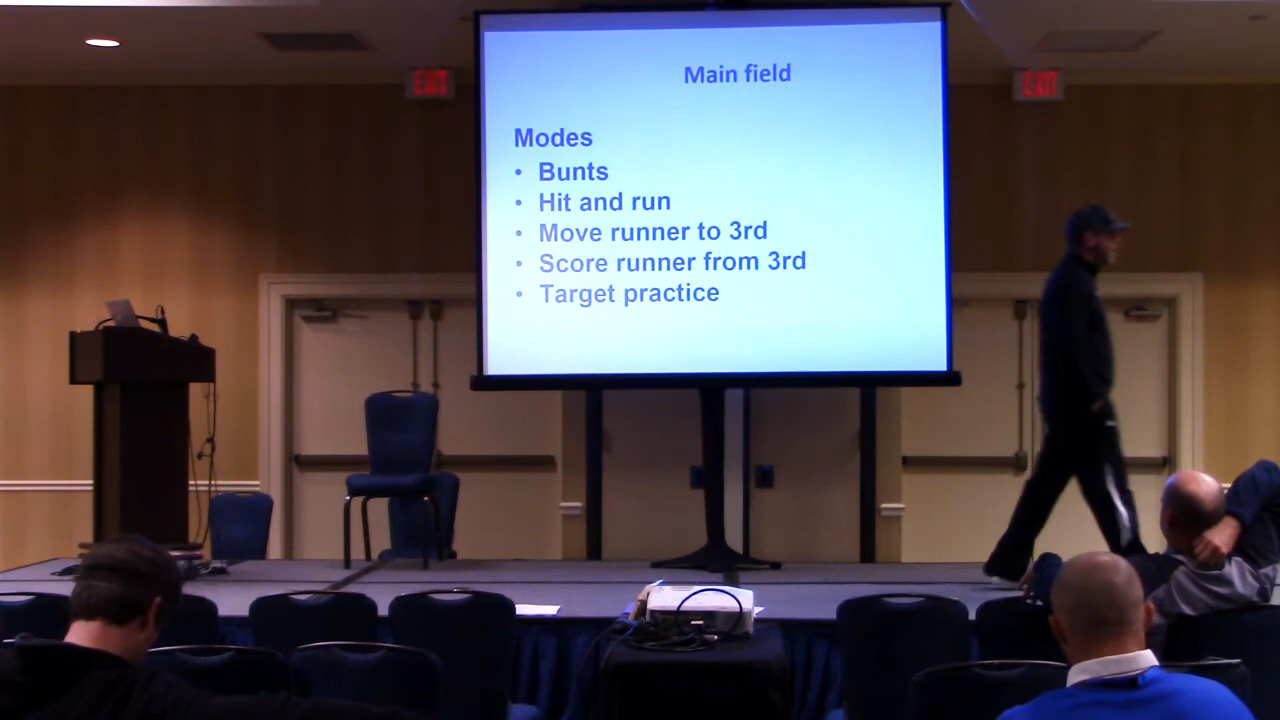 EXIT
EXIT
Main field
Modes
• Bunts
• Hit and run
• Move runner to 3rd
• Score runner from 3rd
• Target practice